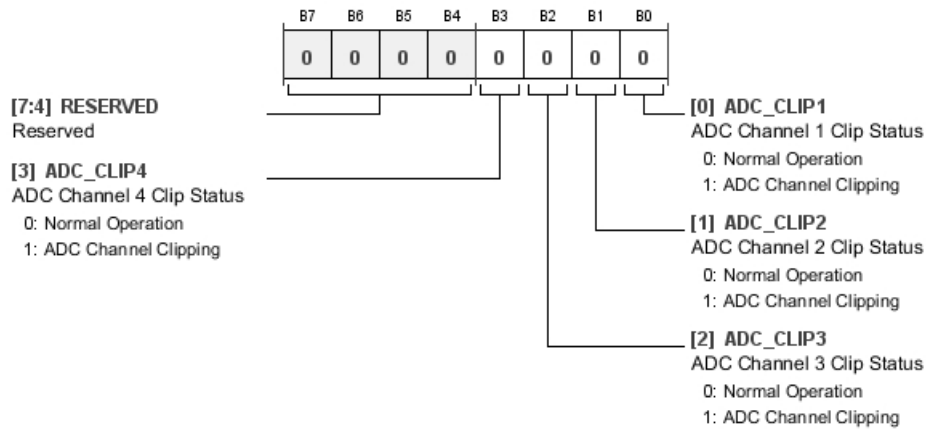 B7 B6 B5 B4 B3 B2 B1 B0
0 0 0 0 0 0 0 0
[7:4] RESERVED
Reserved
[3] ADC_CLIP4
ADC Channel 4 Clip Status
0: Normal Operation
1: ADC Channel Clipping
[0] ADC_CLIP1
ADC Channel 1 Clip Status
0: Normal Operation
1: ADC Channel Clipping
[1] ADC_CLIP2
ADC Channel 2 Clip Status
0: Normal Operation
1: ADC Channel Clipping
[2] ADC_CLIP3
ADC Channel 3 Clip Status
0: Normal Operation
1: ADC Channel Clipping